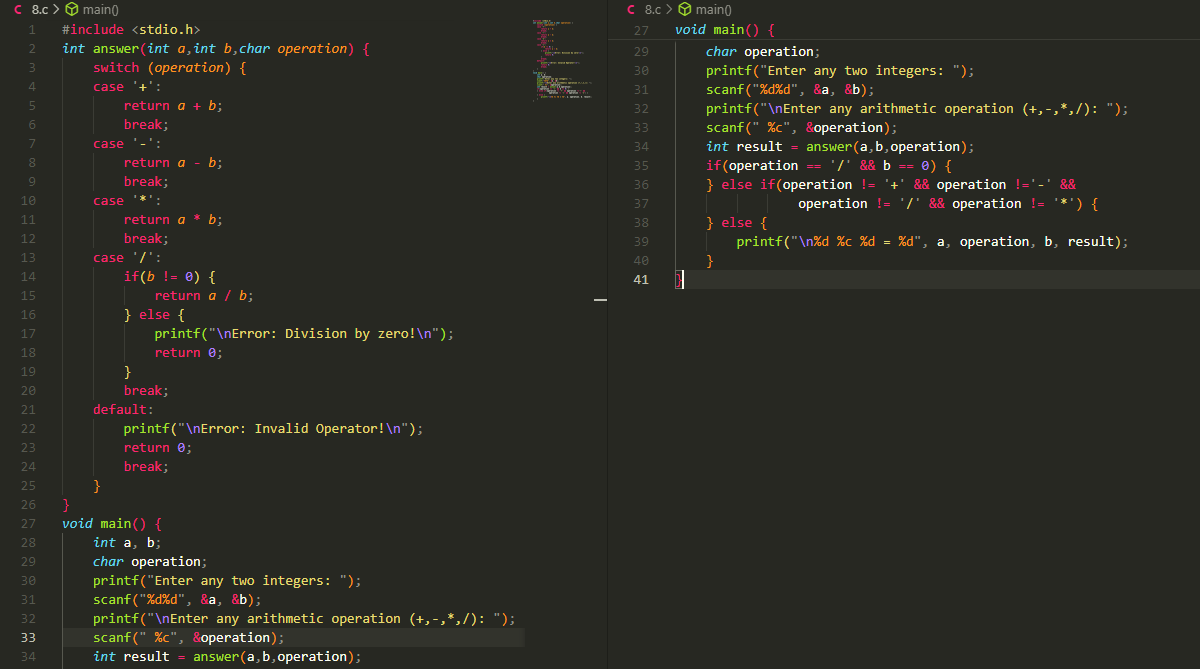 C 8.c > main()
1 #include <stdio.h>
2 int answer(int a,int b,char operation) {
3 switch (operation) {
4 case '+':
5 return a + b;
6 break;
7 case '-':
8 return a - b;
9 break;
10 case '*':
11 return a * b;
12 break;
13 case '/':
14 if(b != 0) {
15 return a / b;
16 } else {
17 printf("\nError: Division by zero!\n");
18 return 0;
19 }
20 break;
21 default:
22 printf("\nError: Invalid Operator!\n");
23 return 0;
24 break;
25 }
26 }
27 void main() {
28 int a, b;
29 char operation;
30 printf("Enter any two integers: ");
31 scanf("%d%d", &a, &b);
32 printf("\nEnter any arithmetic operation (+,-,*,/): ");
33 scanf(" %c", &operation);
34 int result = answer(a,b,operation);
C 8.c > main()
27 void main() {
29 char operation;
30 printf("Enter any two integers: ");
31 scanf("%d%d", &a, &b);
32 printf("\nEnter any arithmetic operation (+,-,*,/): ");
33 scanf(" %c", &operation);
34 int result = answer(a,b,operation);
35 if(operation == '/' && b == 0) {
36 } else if(operation != '+' && operation !='-' &&
37 operation != '/' && operation != '*') {
38 } else {
39 printf("\n%d %c %d = %d", a, operation, b, result);
40 }
41 }